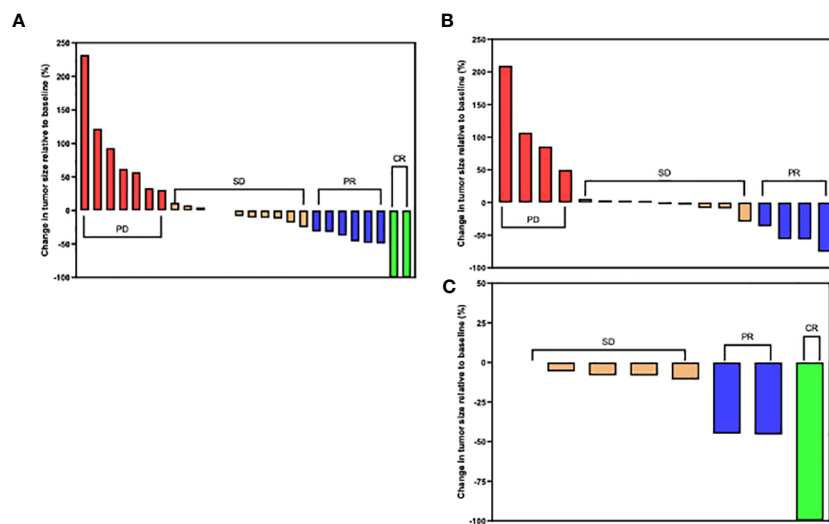 A
Change in tumor size relative to baseline (%)
250
200
150
100
50
0
-50
-100
PD
SD
PR
CR
B
Change in tumor size relative to baseline (%)
250
200
150
100
50
0
-50
-100
PD
SD
PR
C
Change in tumor size relative to baseline (%)
50
25
0
-25
-50
-75
-100
SD
PR
CR